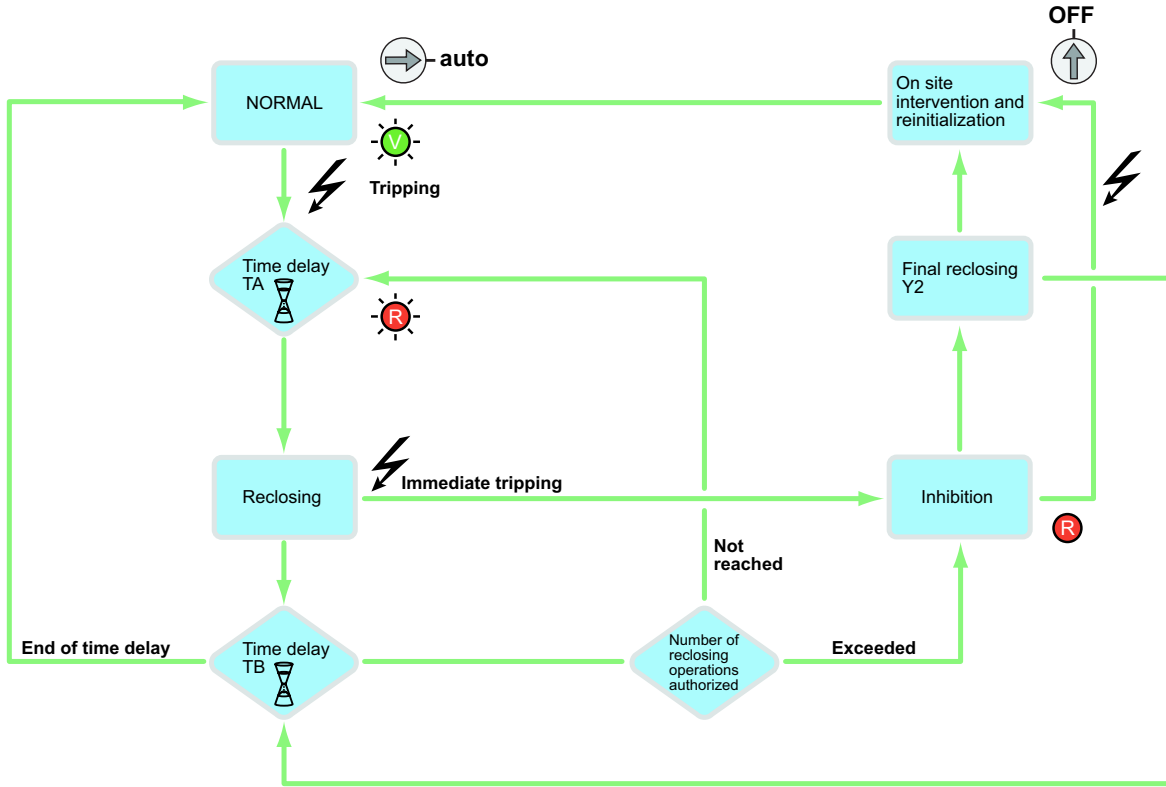 OFF
auto
NORMAL
On site
intervention and
reinitialization
V
Tripping
Time delay
TA
Final reclosing
Y2
R
Reclosing
Immediate tripping
Inhibition
R
Not
reached
End of time delay
Time delay
TB
Number of
reclosing
operations
authorized
Exceeded